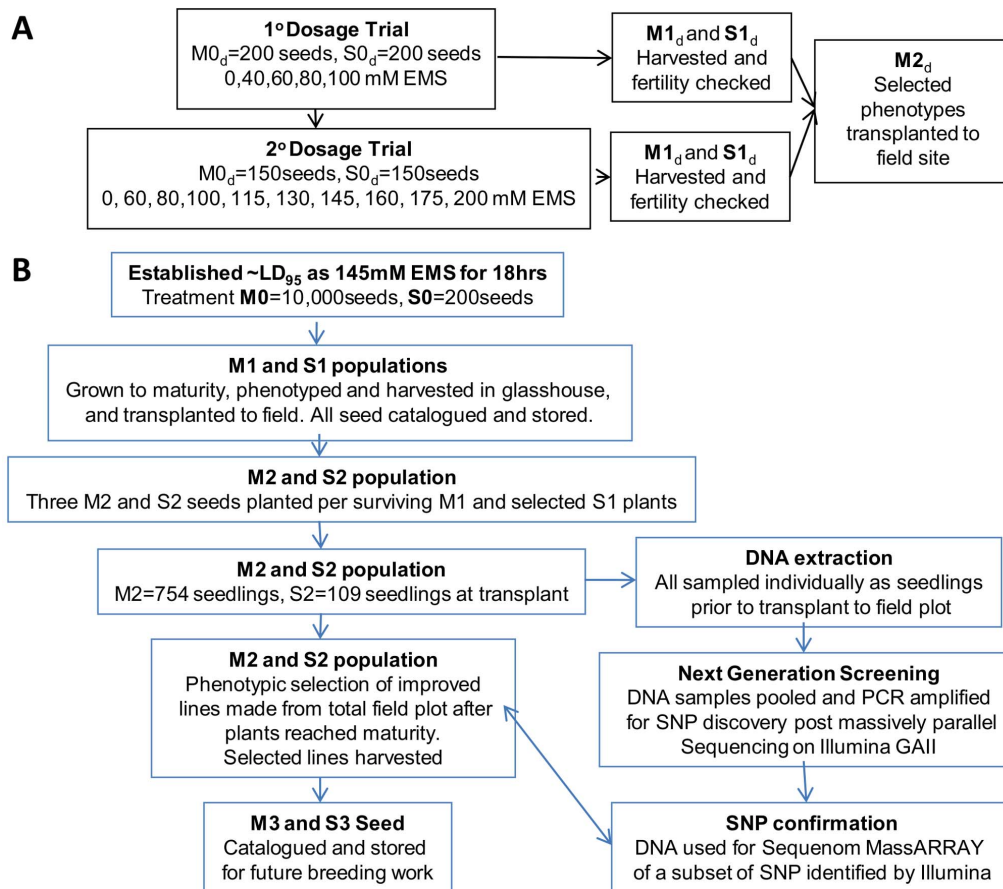 A
1° Dosage Trial
M0d=200 seeds, S0d=200 seeds
0,40,60,80,100 mM EMS
M1d and S1d
Harvested and
fertility checked
M2d
Selected
phenotypes
transplanted to
field site
2° Dosage Trial
M0d=150seeds, S0d=150seeds
0, 60, 80,100, 115, 130, 145, 160, 175, 200 mM EMS
M1d and S1d
Harvested and
fertility checked
B
Established ~LD95 as 145mM EMS for 18hrs
Treatment M0=10,000seeds, S0=200seeds
M1 and S1 populations
Grown to maturity, phenotyped and harvested in glasshouse,
and transplanted to field. All seed catalogued and stored.
M2 and S2 population
Three M2 and S2 seeds planted per surviving M1 and selected S1 plants
M2 and S2 population
M2=754 seedlings, S2=109 seedlings at transplant
DNA extraction
All sampled individually as seedlings
prior to transplant to field plot
M2 and S2 population
Phenotypic selection of improved
lines made from total field plot after
plants reached maturity.
Selected lines harvested
Next Generation Screening
DNA samples pooled and PCR amplified
for SNP discovery post massively parallel
Sequencing on Illumina GAII
M3 and S3 Seed
Catalogued and stored
for future breeding work
SNP confirmation
DNA used for Sequenom MassARRAY
of a subset of SNP identified by Illumina